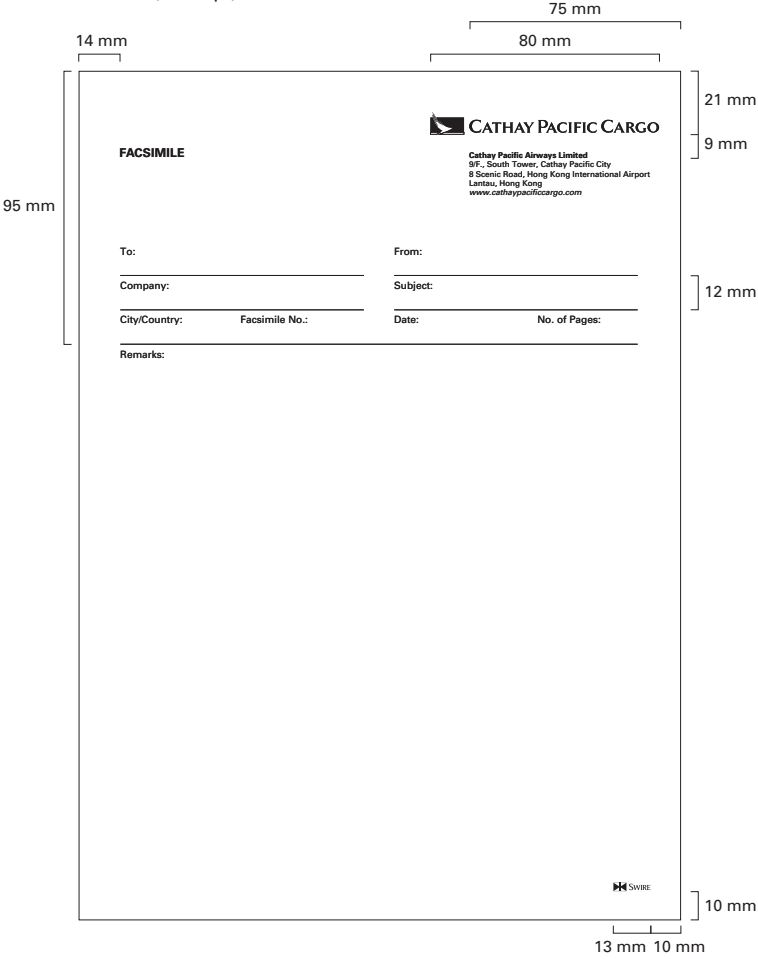 75 mm
14 mm
80 mm
21 mm
CATHAY PACIFIC CARGO
9 mm
FACSIMILE
Cathay Pacific Airways Limited
9/F., South Tower, Cathay Pacific City
8 Scenic Road, Hong Kong International Airport
Lantau, Hong Kong
www.cathaypacificcargo.com
95 mm
To: From:
12 mm
Company: Subject:
City/Country: Facsimile No.: Date: No. of Pages:
Remarks:
SWIRE
10 mm
13 mm 10 mm